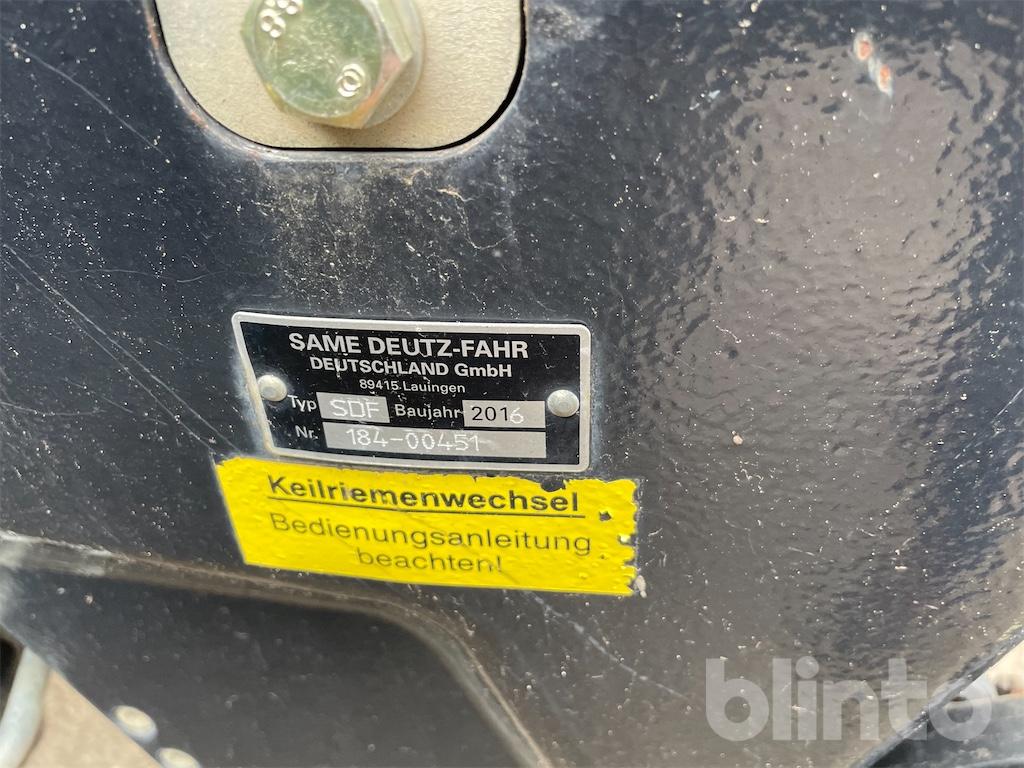 SAME DEUTZ-FAHR
DEUTSCHLAND GmbH
89415 Lauingen
Typ SDF Baujahr 2016
Nr. 184-00451
Keilriemenwechsel
Bedienungsanleitung
beachten!
blinto